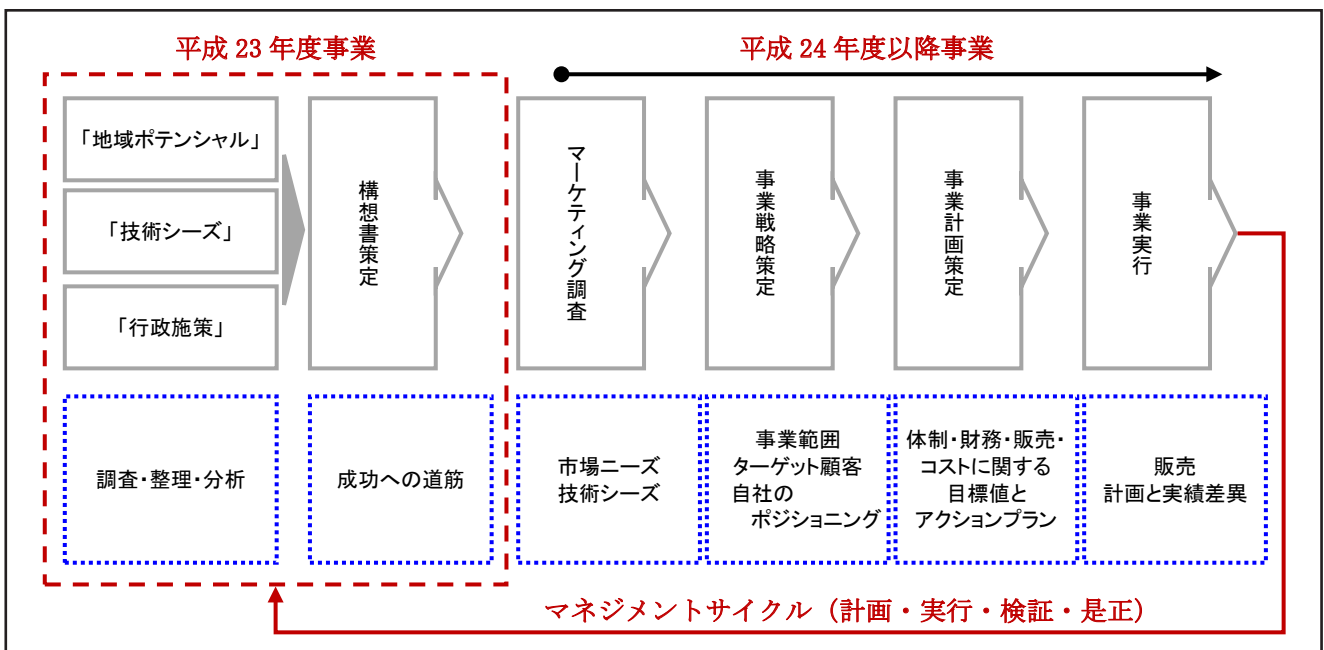 平成 23 年度事業
平成 24 年度以降事業
「地域ポテンシャル」
「技術シーズ」
「行政施策」
構想書策定
マーケティング調査
事業戦略策定
事業計画策定
事業実行
調査・整理・分析
成功への道筋
市場ニーズ
技術シーズ
事業範囲
ターゲット顧客
自社の
ポジショニング
体制・財務・販売・
コストに関する
目標値と
アクションプラン
販売
計画と実績差異
マネジメントサイクル（計画・実行・検証・是正）